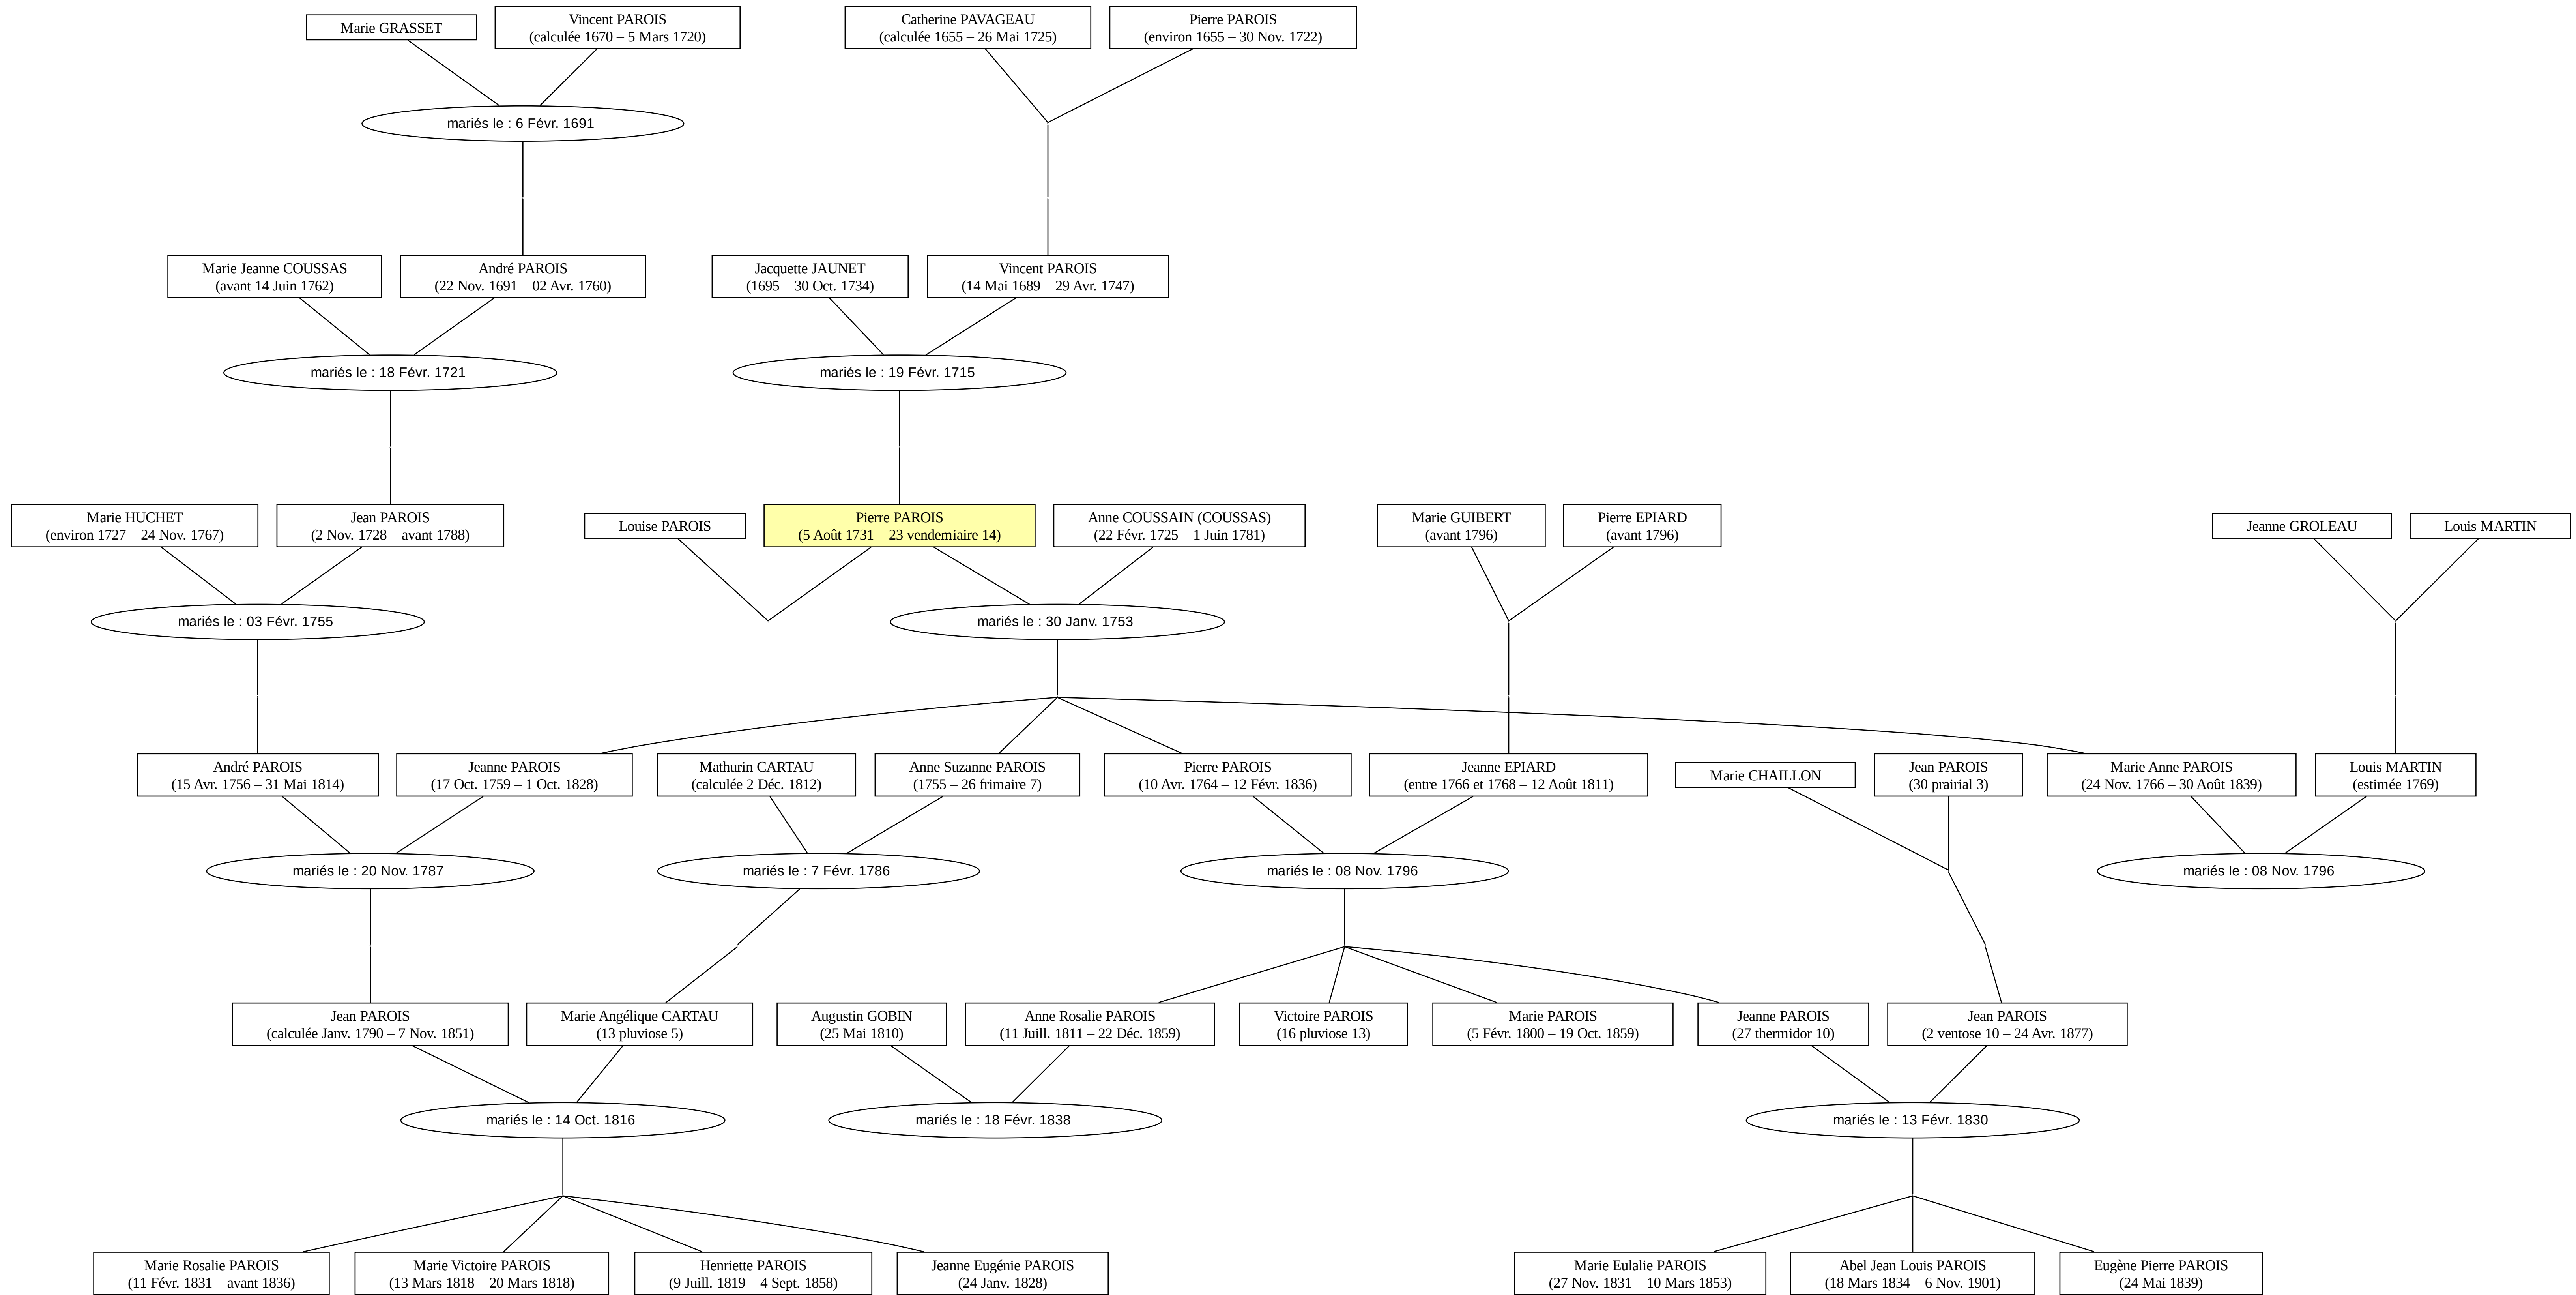 Marie GRASSET
Vincent PAROIS
(calculée 1670 – 5 Mars 1720)
Catherine PAVAGEAU
(calculée 1655 – 26 Mai 1725)
Pierre PAROIS
(environ 1655 – 30 Nov. 1722)
mariés le : 6 Févr. 1691
Marie Jeanne COUSSAS
(avant 14 Juin 1762)
André PAROIS
(22 Nov. 1691 – 02 Avr. 1760)
Jacquette JAUNET
(1695 – 30 Oct. 1734)
Vincent PAROIS
(14 Mai 1689 – 29 Avr. 1747)
mariés le : 18 Févr. 1721
mariés le : 19 Févr. 1715
Marie HUCHET
(environ 1727 – 24 Nov. 1767)
Jean PAROIS
(2 Nov. 1728 – avant 1788)
Louise PAROIS
Pierre PAROIS
(5 Août 1731 – 23 vendemiaire 14)
Anne COUSSAIN (COUSSAS)
(22 Févr. 1725 – 1 Juin 1781)
Marie GUIBERT
(avant 1796)
Pierre EPIARD
(avant 1796)
Jeanne GROLEAU
Louis MARTIN
mariés le : 03 Févr. 1755
mariés le : 30 Janv. 1753
André PAROIS
(15 Avr. 1756 – 31 Mai 1814)
Jeanne PAROIS
(17 Oct. 1759 – 1 Oct. 1828)
Mathurin CARTAU
(calculée 2 Déc. 1812)
Anne Suzanne PAROIS
(1755 – 26 frimaire 7)
Pierre PAROIS
(10 Avr. 1764 – 12 Févr. 1836)
Jeanne EPIARD
(entre 1766 et 1768 – 12 Août 1811)
Marie CHAILLON
Jean PAROIS
(30 prairial 3)
Marie Anne PAROIS
(24 Nov. 1766 – 30 Août 1839)
Louis MARTIN
(estimée 1769)
mariés le : 20 Nov. 1787
mariés le : 7 Févr. 1786
mariés le : 08 Nov. 1796
mariés le : 08 Nov. 1796
Jean PAROIS
(calculée Janv. 1790 – 7 Nov. 1851)
Marie Angélique CARTAU
(13 pluviose 5)
Augustin GOBIN
(25 Mai 1810)
Anne Rosalie PAROIS
(11 Juill. 1811 – 22 Déc. 1859)
Victoire PAROIS
(16 pluviose 13)
Marie PAROIS
(5 Févr. 1800 – 19 Oct. 1859)
Jeanne PAROIS
(27 thermidor 10)
Jean PAROIS
(2 ventose 10 – 24 Avr. 1877)
mariés le : 14 Oct. 1816
mariés le : 18 Févr. 1838
mariés le : 13 Févr. 1830
Marie Rosalie PAROIS
(11 Févr. 1831 – avant 1836)
Marie Victoire PAROIS
(13 Mars 1818 – 20 Mars 1818)
Henriette PAROIS
(9 Juill. 1819 – 4 Sept. 1858)
Jeanne Eugénie PAROIS
(24 Janv. 1828)
Marie Eulalie PAROIS
(27 Nov. 1831 – 10 Mars 1853)
Abel Jean Louis PAROIS
(18 Mars 1834 – 6 Nov. 1901)
Eugène Pierre PAROIS
(24 Mai 1839)